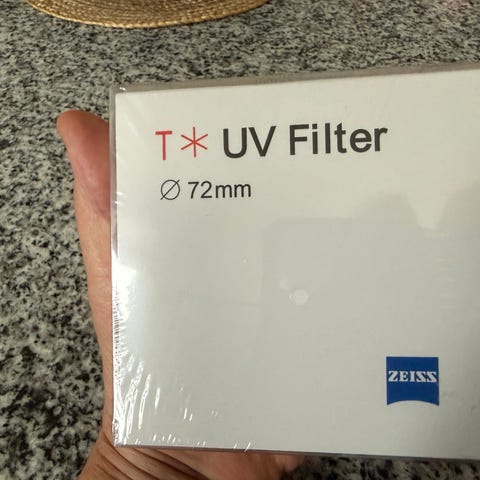 T* UV Filter
Ø 72mm
ZEISS